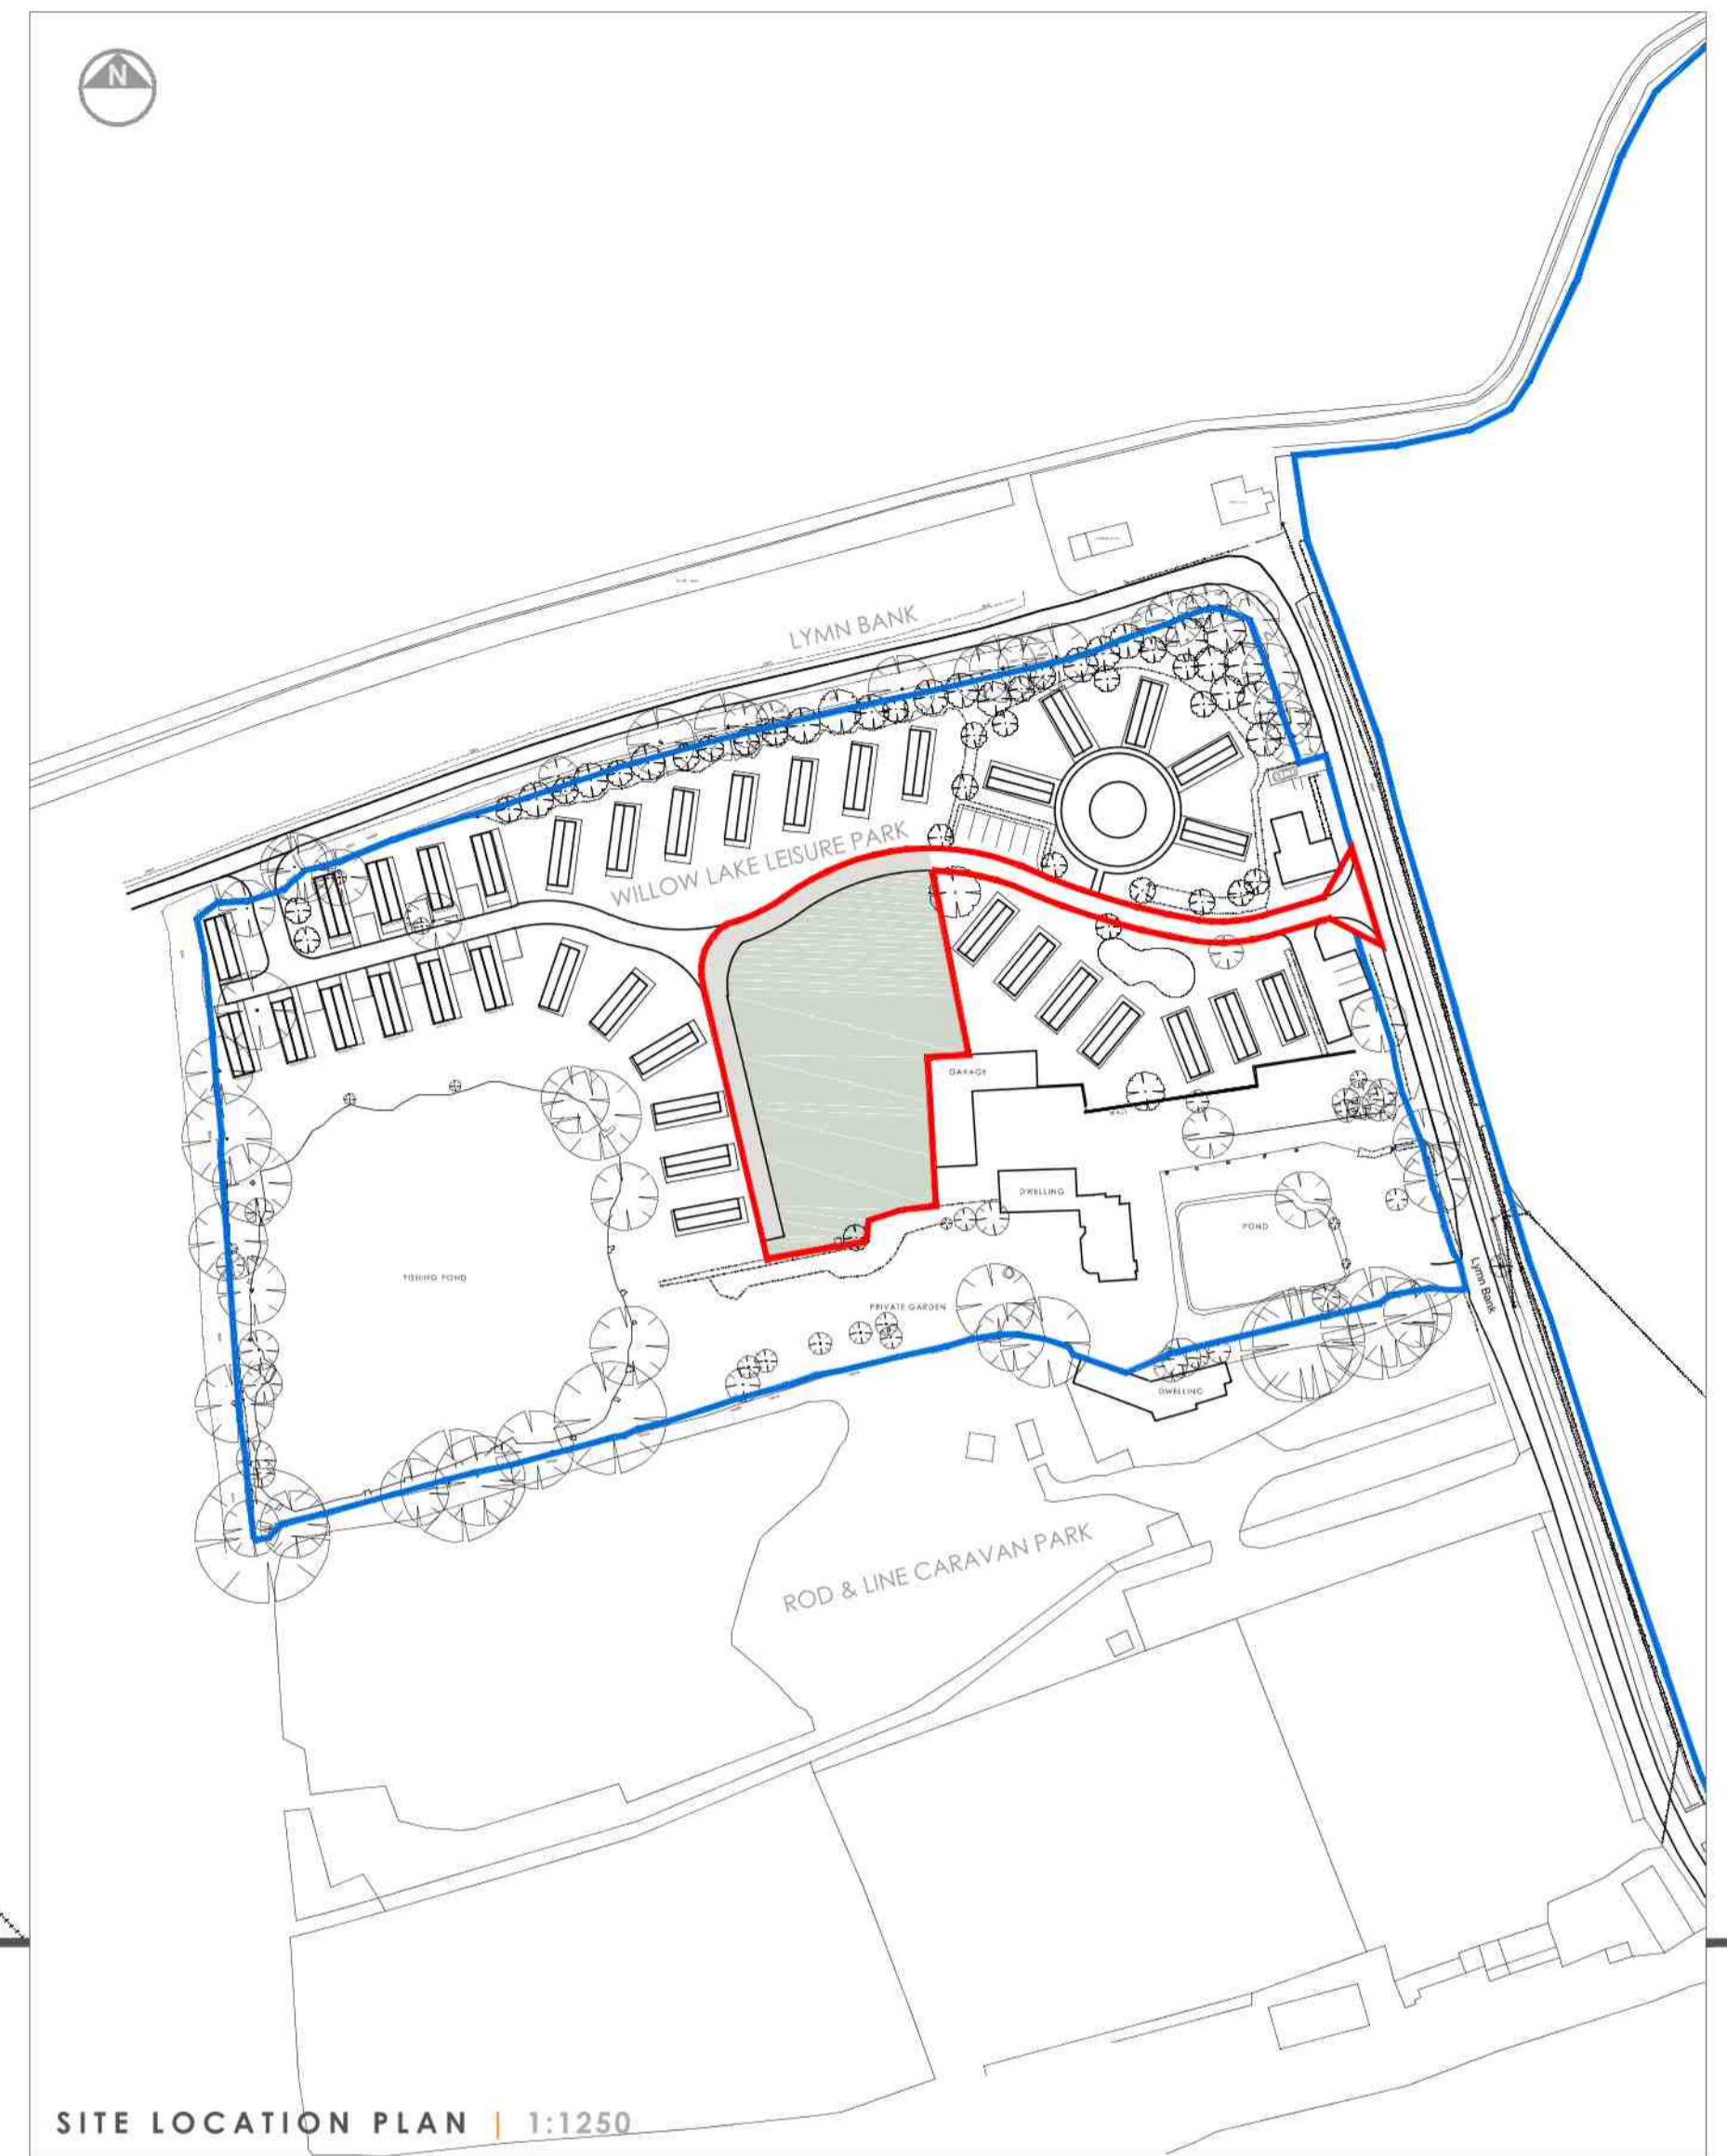 N
LYMN BANK
WILLOW LAKE LEISURE PARK
GARAGE
WALL
DWELLING
POND
FISHING POND
Lymn Bank
PRIVATE GARDEN
DWELLING
ROD & LINE CARAVAN PARK
SITE LOCATION PLAN | 1:1250